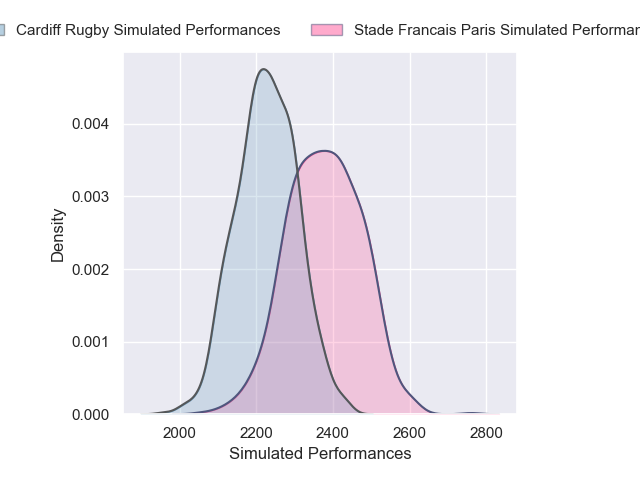 Cardiff Rugby Simulated Performances
Stade Francais Paris Simulated
0.004
0.003
0.002
0.001
0.000
Density
2000 2200 2400 2600 2800
Simulated Performances